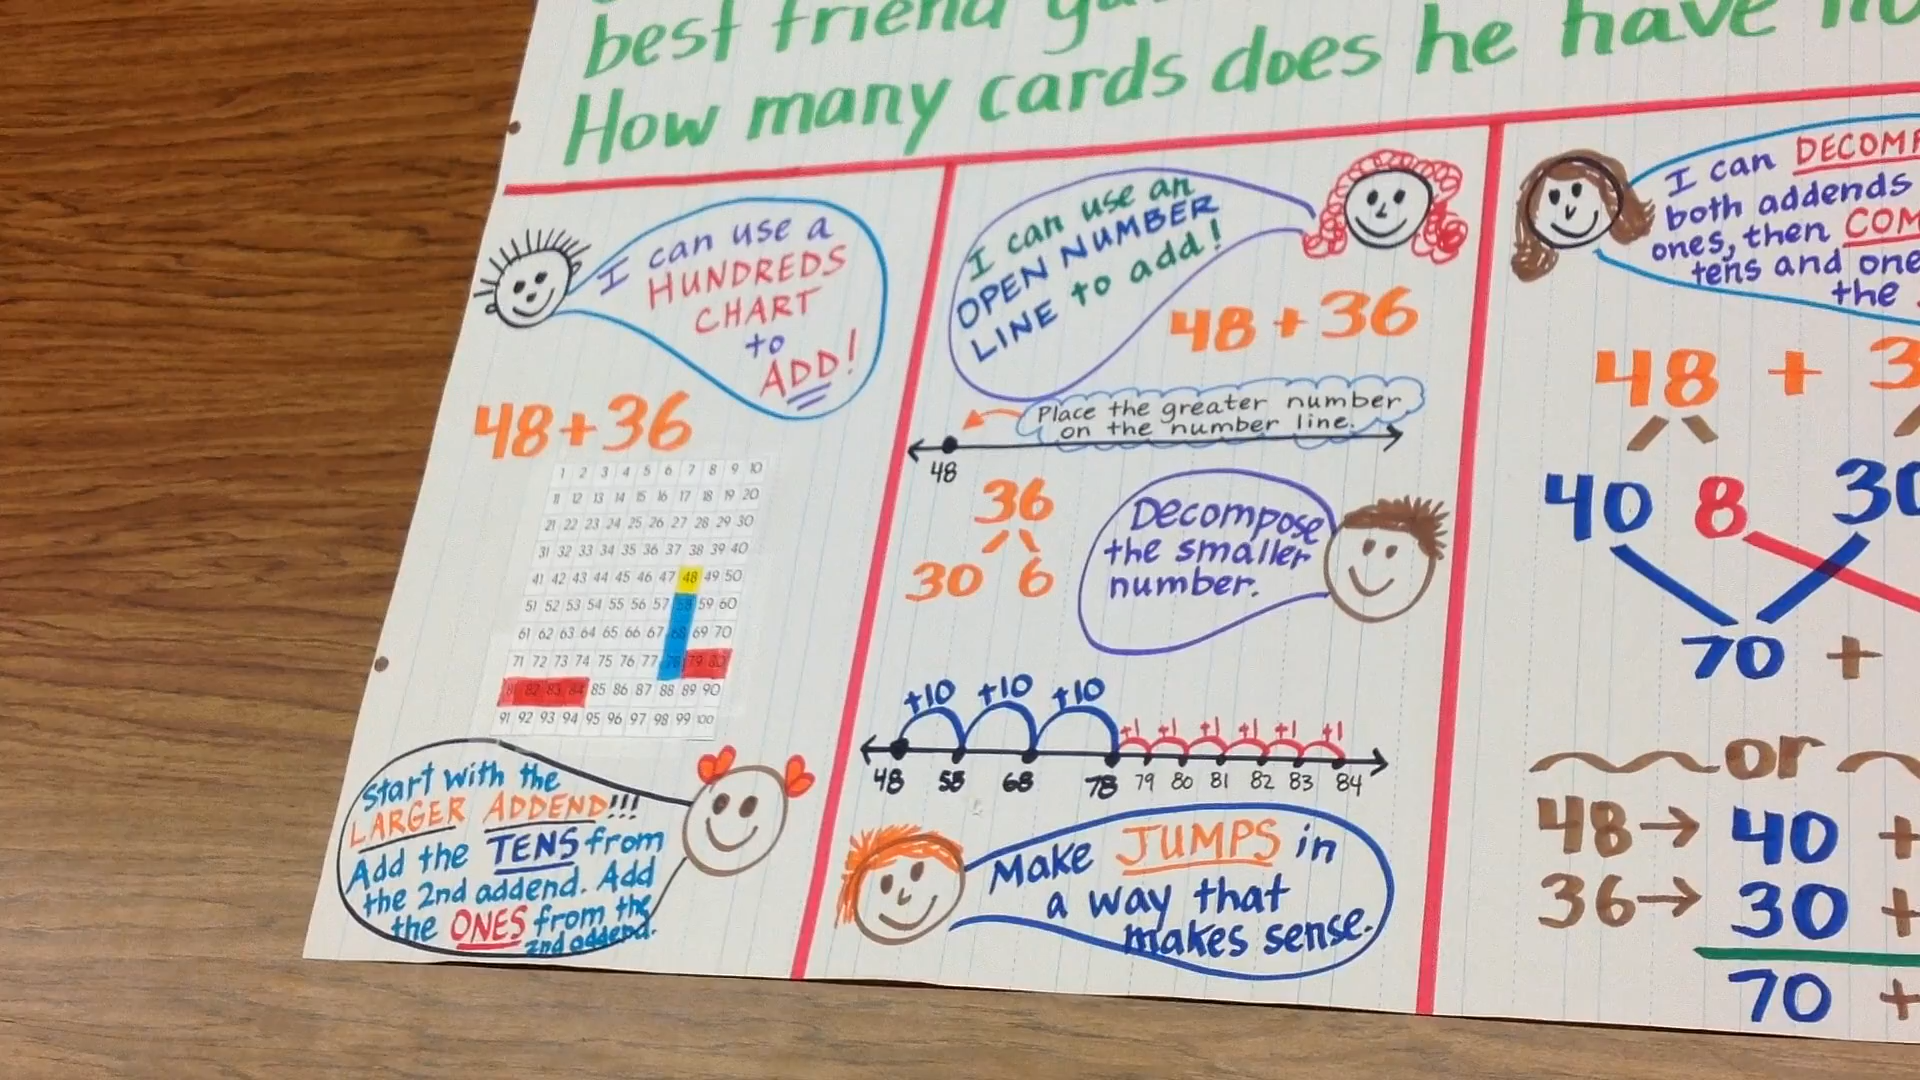 best friend
How many cards does he have
I can use a
HUNDREDS
CHART
to
ADD!
48+36
1 2 3 4 5 6 7 8 9 10
11 12 13 14 15 16 17 18 19 20
21 22 23 24 25 26 27 28 29 30
31 32 33 34 35 36 37 38 39 40
41 42 43 44 45 46 47 48 49 50
51 52 53 54 55 56 57 58 59 60
61 62 63 64 65 66 67 68 69 70
71 72 73 74 75 76 77 78 79 80
81 82 83 84 85 86 87 88 89 90
91 92 93 94 95 96 97 98 99 100
Start with the
LARGER ADDEND!!!
Add the TENS from
the 2nd addend. Add
the ONES from the
2nd addend.
I can use an
OPEN NUMBER
LINE to add!
48+36
Place the greater number
on the number line.
48
36
30 6
Decompose
the smaller
number.
+10 +10 +10 +1 +1 +1 +1 +1 +1
48 58 68 78 79 80 81 82 83 84
Make JUMPS in
a way that
makes sense.
I can
both addends
ones, then
tens and
the
48 +
40 8 30
70 +
or
48→ 40 +
36→ 30 +
70 +